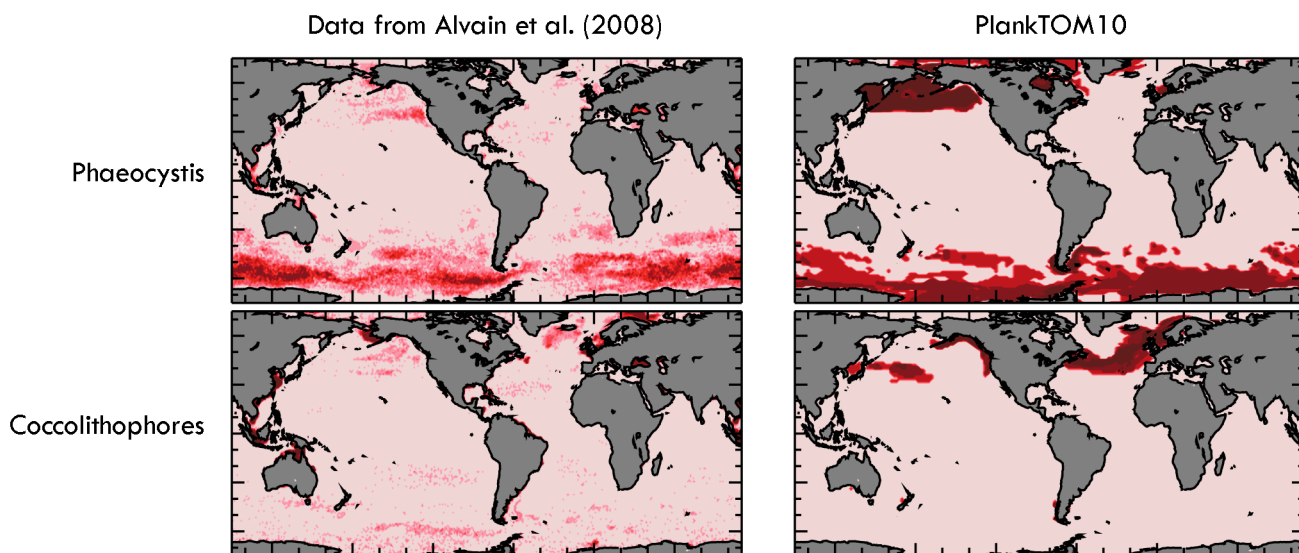 Data from Alvain et al. (2008)
PlankTOM10
Phaeocystis
Coccolithophores